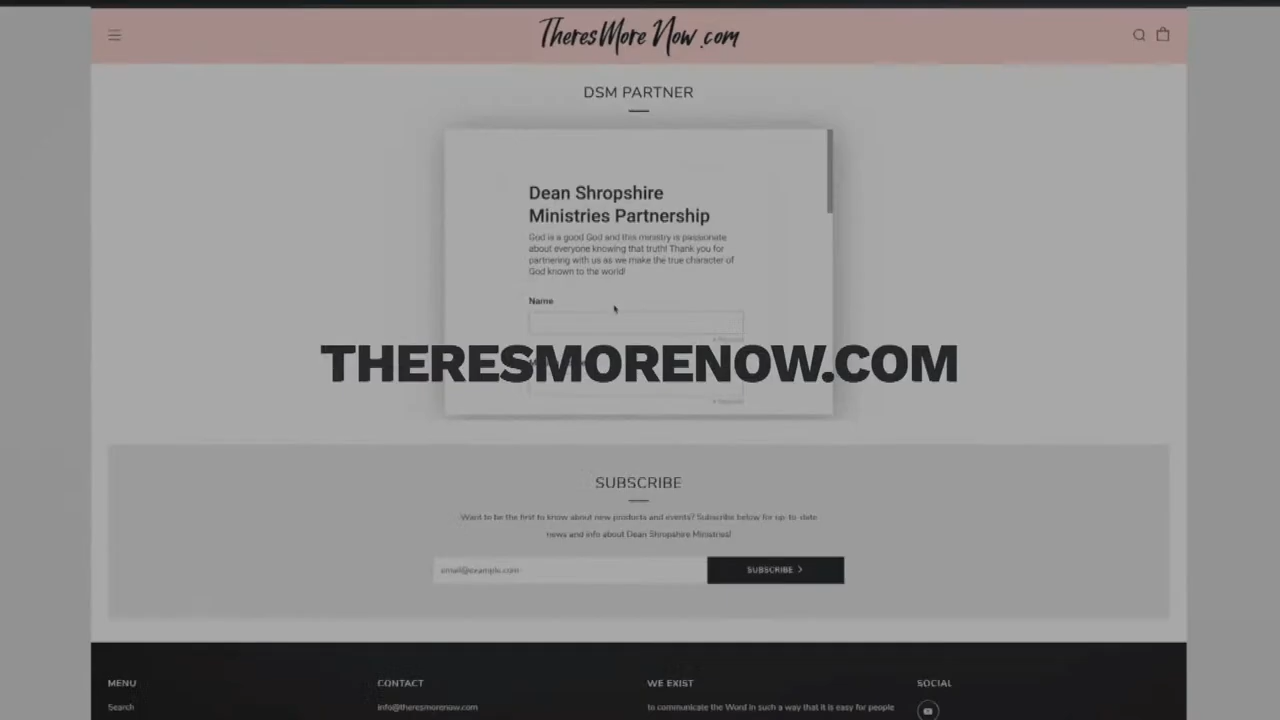 TheresMore Now.com
DSM PARTNER
Dean Shropshire
Ministries Partnership
God is a good God and this ministry is passionate
about everyone knowing that truth! Thank you for
partnering with us as we make the true character of
God known to the world!
Name
THERESMORENOW.COM
SUBSCRIBE
Want to be the first to know about new products and events? Subscribe below for up-to-date
news and info about Dean Shropshire Ministries!
email@example.com
SUBSCRIBE
MENU
CONTACT
WE EXIST
SOCIAL
Search
info@theresmorenow.com
to communicate the Word in such a way that it is easy for people